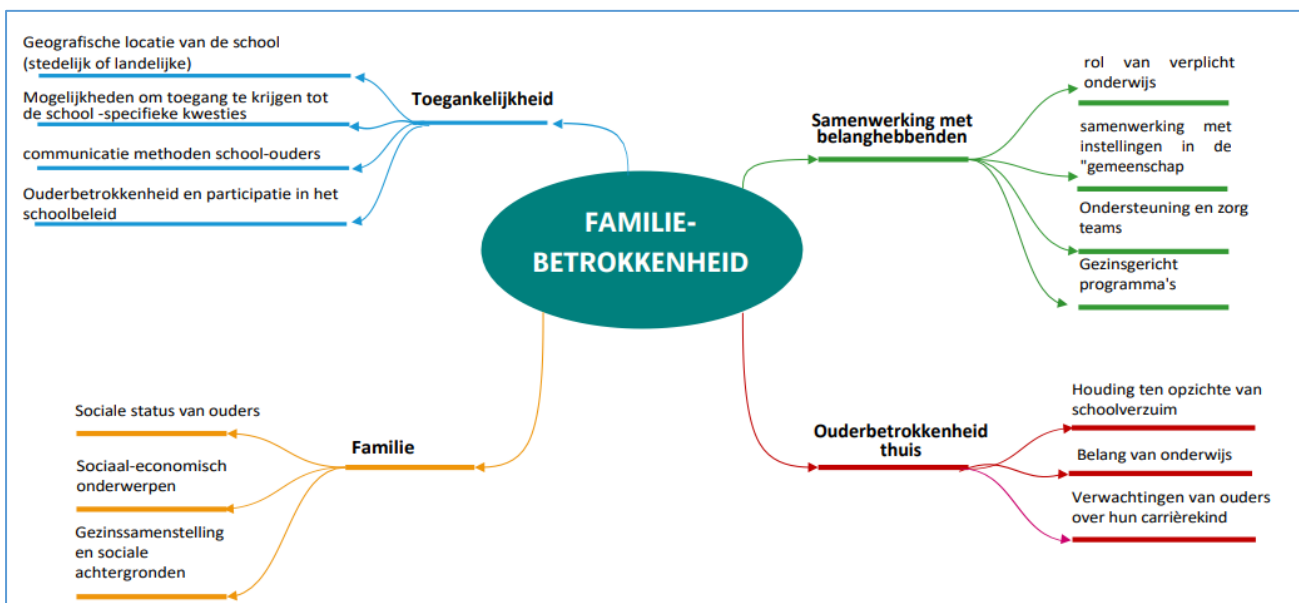 Geografische locatie van de school
(stedelijk of landelijke)
Mogelijkheden om toegang te krijgen tot
de school -specifieke kwesties
communicatie methoden school-ouders
Ouderbetrokkenheid en participatie in het
schoolbeleid
Toegankelijkheid
FAMILIE-
BETROKKENHEID
Samenwerking met
belanghebbenden
rol van verplicht
onderwijs
samenwerking met
instellingen in de
"gemeenschap
Ondersteuning en zorg
teams
Gezinsgericht
programma's
Sociale status van ouders
Sociaal-economisch
onderwerpen
Gezinssamenstelling
en sociale
achtergronden
Familie
Ouderbetrokkenheid
thuis
Houding ten opzichte van
schoolverzuim
Belang van onderwijs
Verwachtingen van ouders
over hun carrièrekind